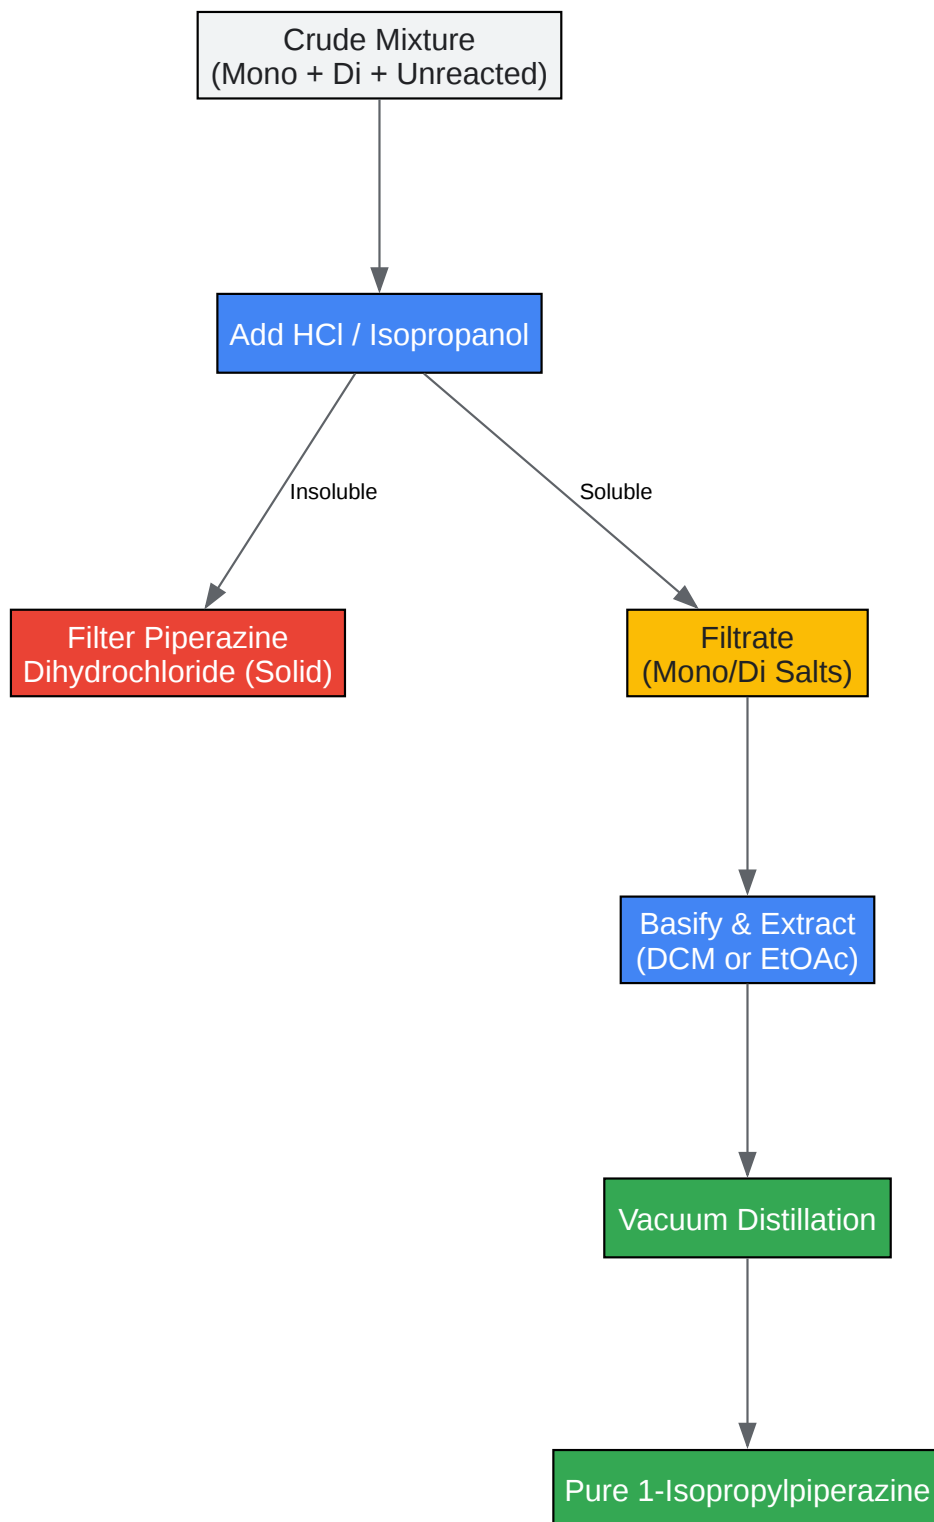 Crude Mixture
(Mono + Di + Unreacted)
Add HCl / Isopropanol
Insoluble
Soluble
Filter Piperazine
Dihydrochloride (Solid)
Filtrate
(Mono/Di Salts)
Basify & Extract
(DCM or EtOAc)
Vacuum Distillation
Pure 1-Isopropylpiperazine